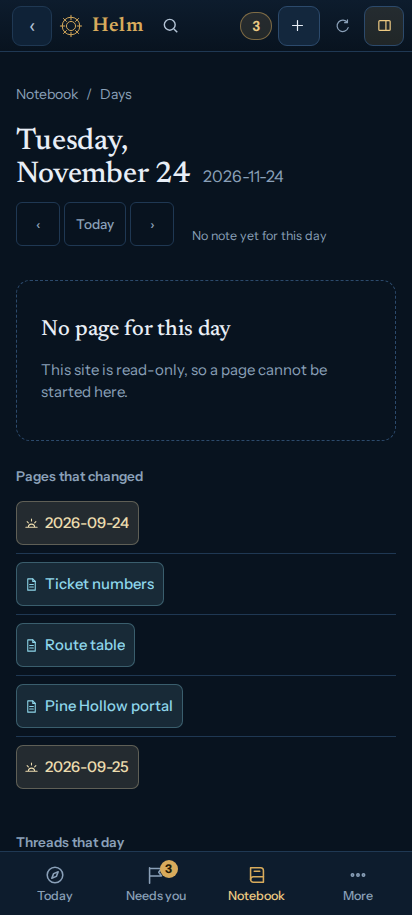 ‹ Helm 3 +
Notebook / Days
Tuesday,
November 24 2026-11-24
‹ Today ›
No note yet for this day
No page for this day
This site is read-only, so a page cannot be
started here.
Pages that changed
2026-09-24
Ticket numbers
Route table
Pine Hollow portal
2026-09-25
Threads that day
3
Today Needs you Notebook More